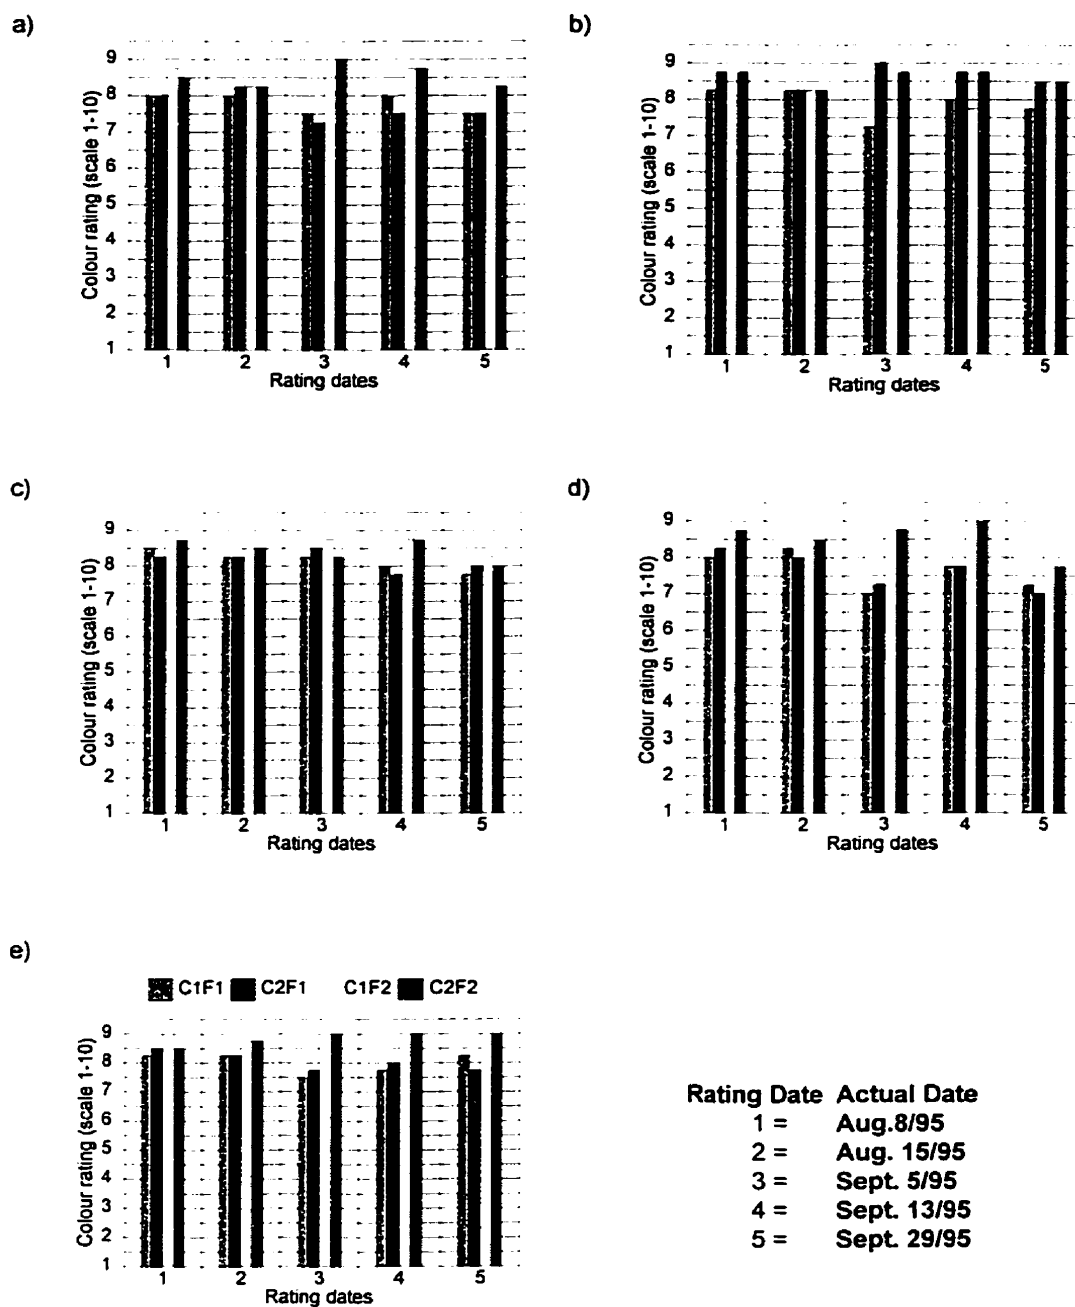 a)
Colour rating (scale 1-10)
9
8
7
6
5
4
3
2
1
1 2 3 4 5
Rating dates
b)
Colour rating (scale 1-10)
9
8
7
6
5
4
3
2
1
1 2 3 4 5
Rating dates
c)
Colour rating (scale 1-10)
9
8
7
6
5
4
3
2
1
1 2 3 4 5
Rating dates
d)
Colour rating (scale 1-10)
9
8
7
6
5
4
3
2
1
1 2 3 4 5
Rating dates
e)
C1F1 C2F1 C1F2 C2F2
Colour rating (scale 1-10)
9
8
7
6
5
4
3
2
1
1 2 3 4 5
Rating dates
Rating Date Actual Date
1 = Aug.8/95
2 = Aug. 15/95
3 = Sept. 5/95
4 = Sept. 13/95
5 = Sept. 29/95